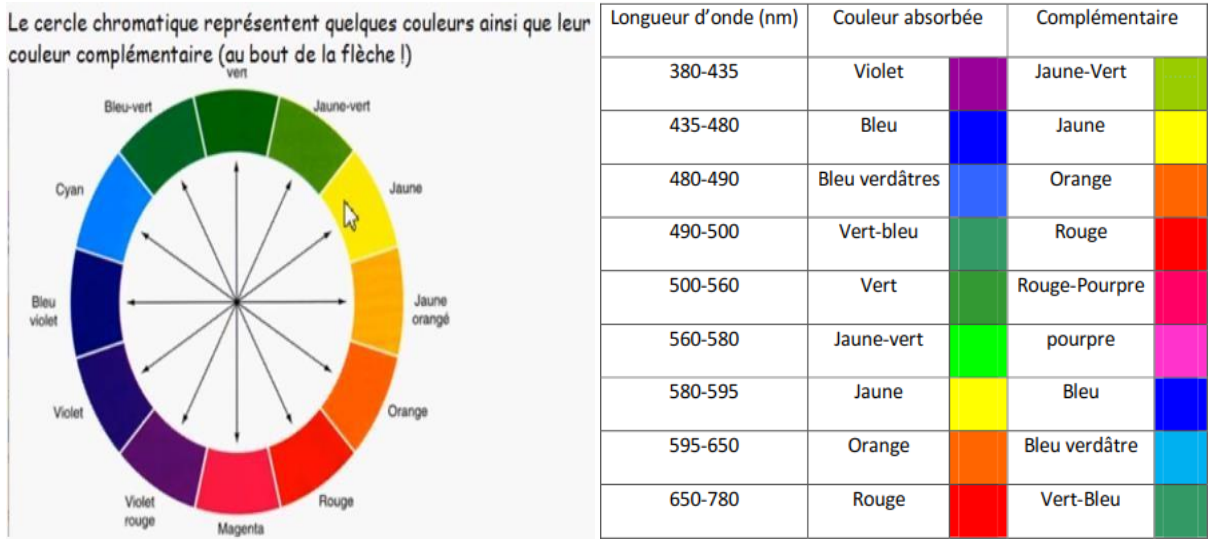 Le cercle chromatique représentent quelques couleurs ainsi que leur
couleur complémentaire (au bout de la flèche !)
vert
Bleu-vert
Jaune-vert
Cyan
Jaune
Bleu
violet
Jaune
orangé
Violet
Orange
Violet
rouge
Rouge
Magenta
Longueur d'onde (nm) Couleur absorbée Complémentaire
380-435 Violet Jaune-Vert
435-480 Bleu Jaune
480-490 Bleu verdâtres Orange
490-500 Vert-bleu Rouge
500-560 Vert Rouge-Pourpre
560-580 Jaune-vert pourpre
580-595 Jaune Bleu
595-650 Orange Bleu verdâtre
650-780 Rouge Vert-Bleu